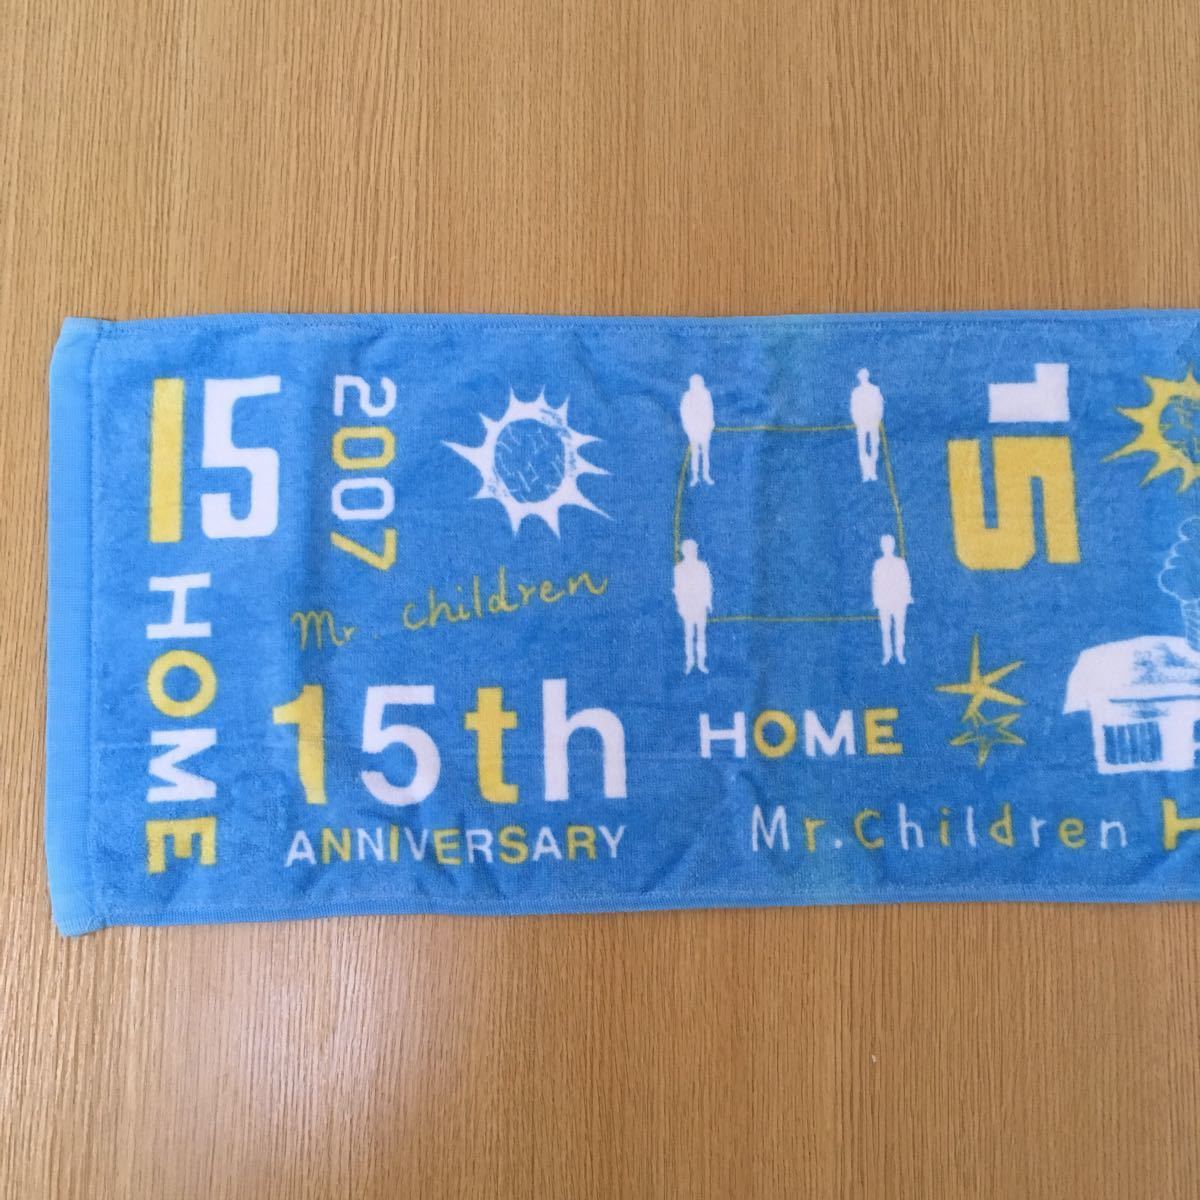 15
2007
HOME
Mr. Children
15th
ANNIVERSARY
15
HOME
Mr.Children
H